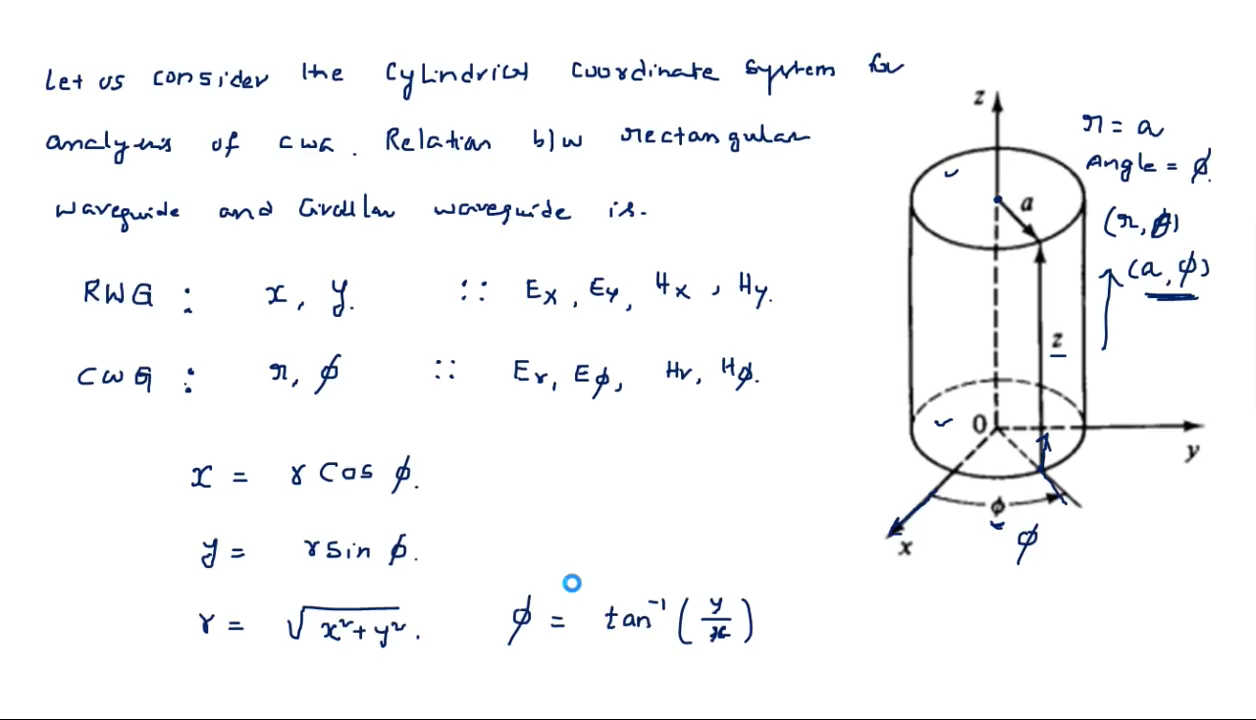 Let us consider the Cylindrical Coordinate System for
analysis of CWG. Relation b/w rectangular
waveguide and Circular waveguide is.
RWG : x, y. :: Ex, Ey, Hx, Hy.
CWG : r, φ :: Er, Eφ, Hr, Hφ.
x = r Cos φ.
y = r Sin φ.
r = √(x²+y²). φ = tan⁻¹(y/x)
z
r = a
Angle = φ.
a
(r, φ)
(a, φ)
z
0
y
φ
x
φ